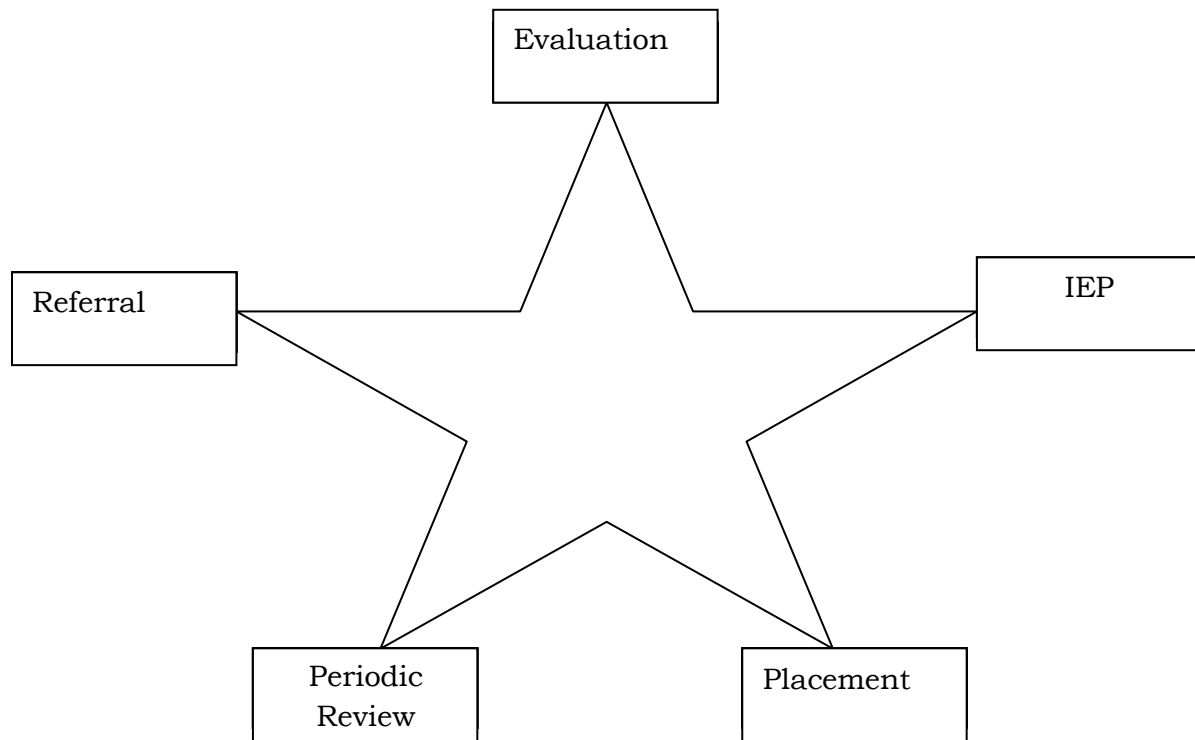 Evaluation
Referral
IEP
Periodic
Review
Placement